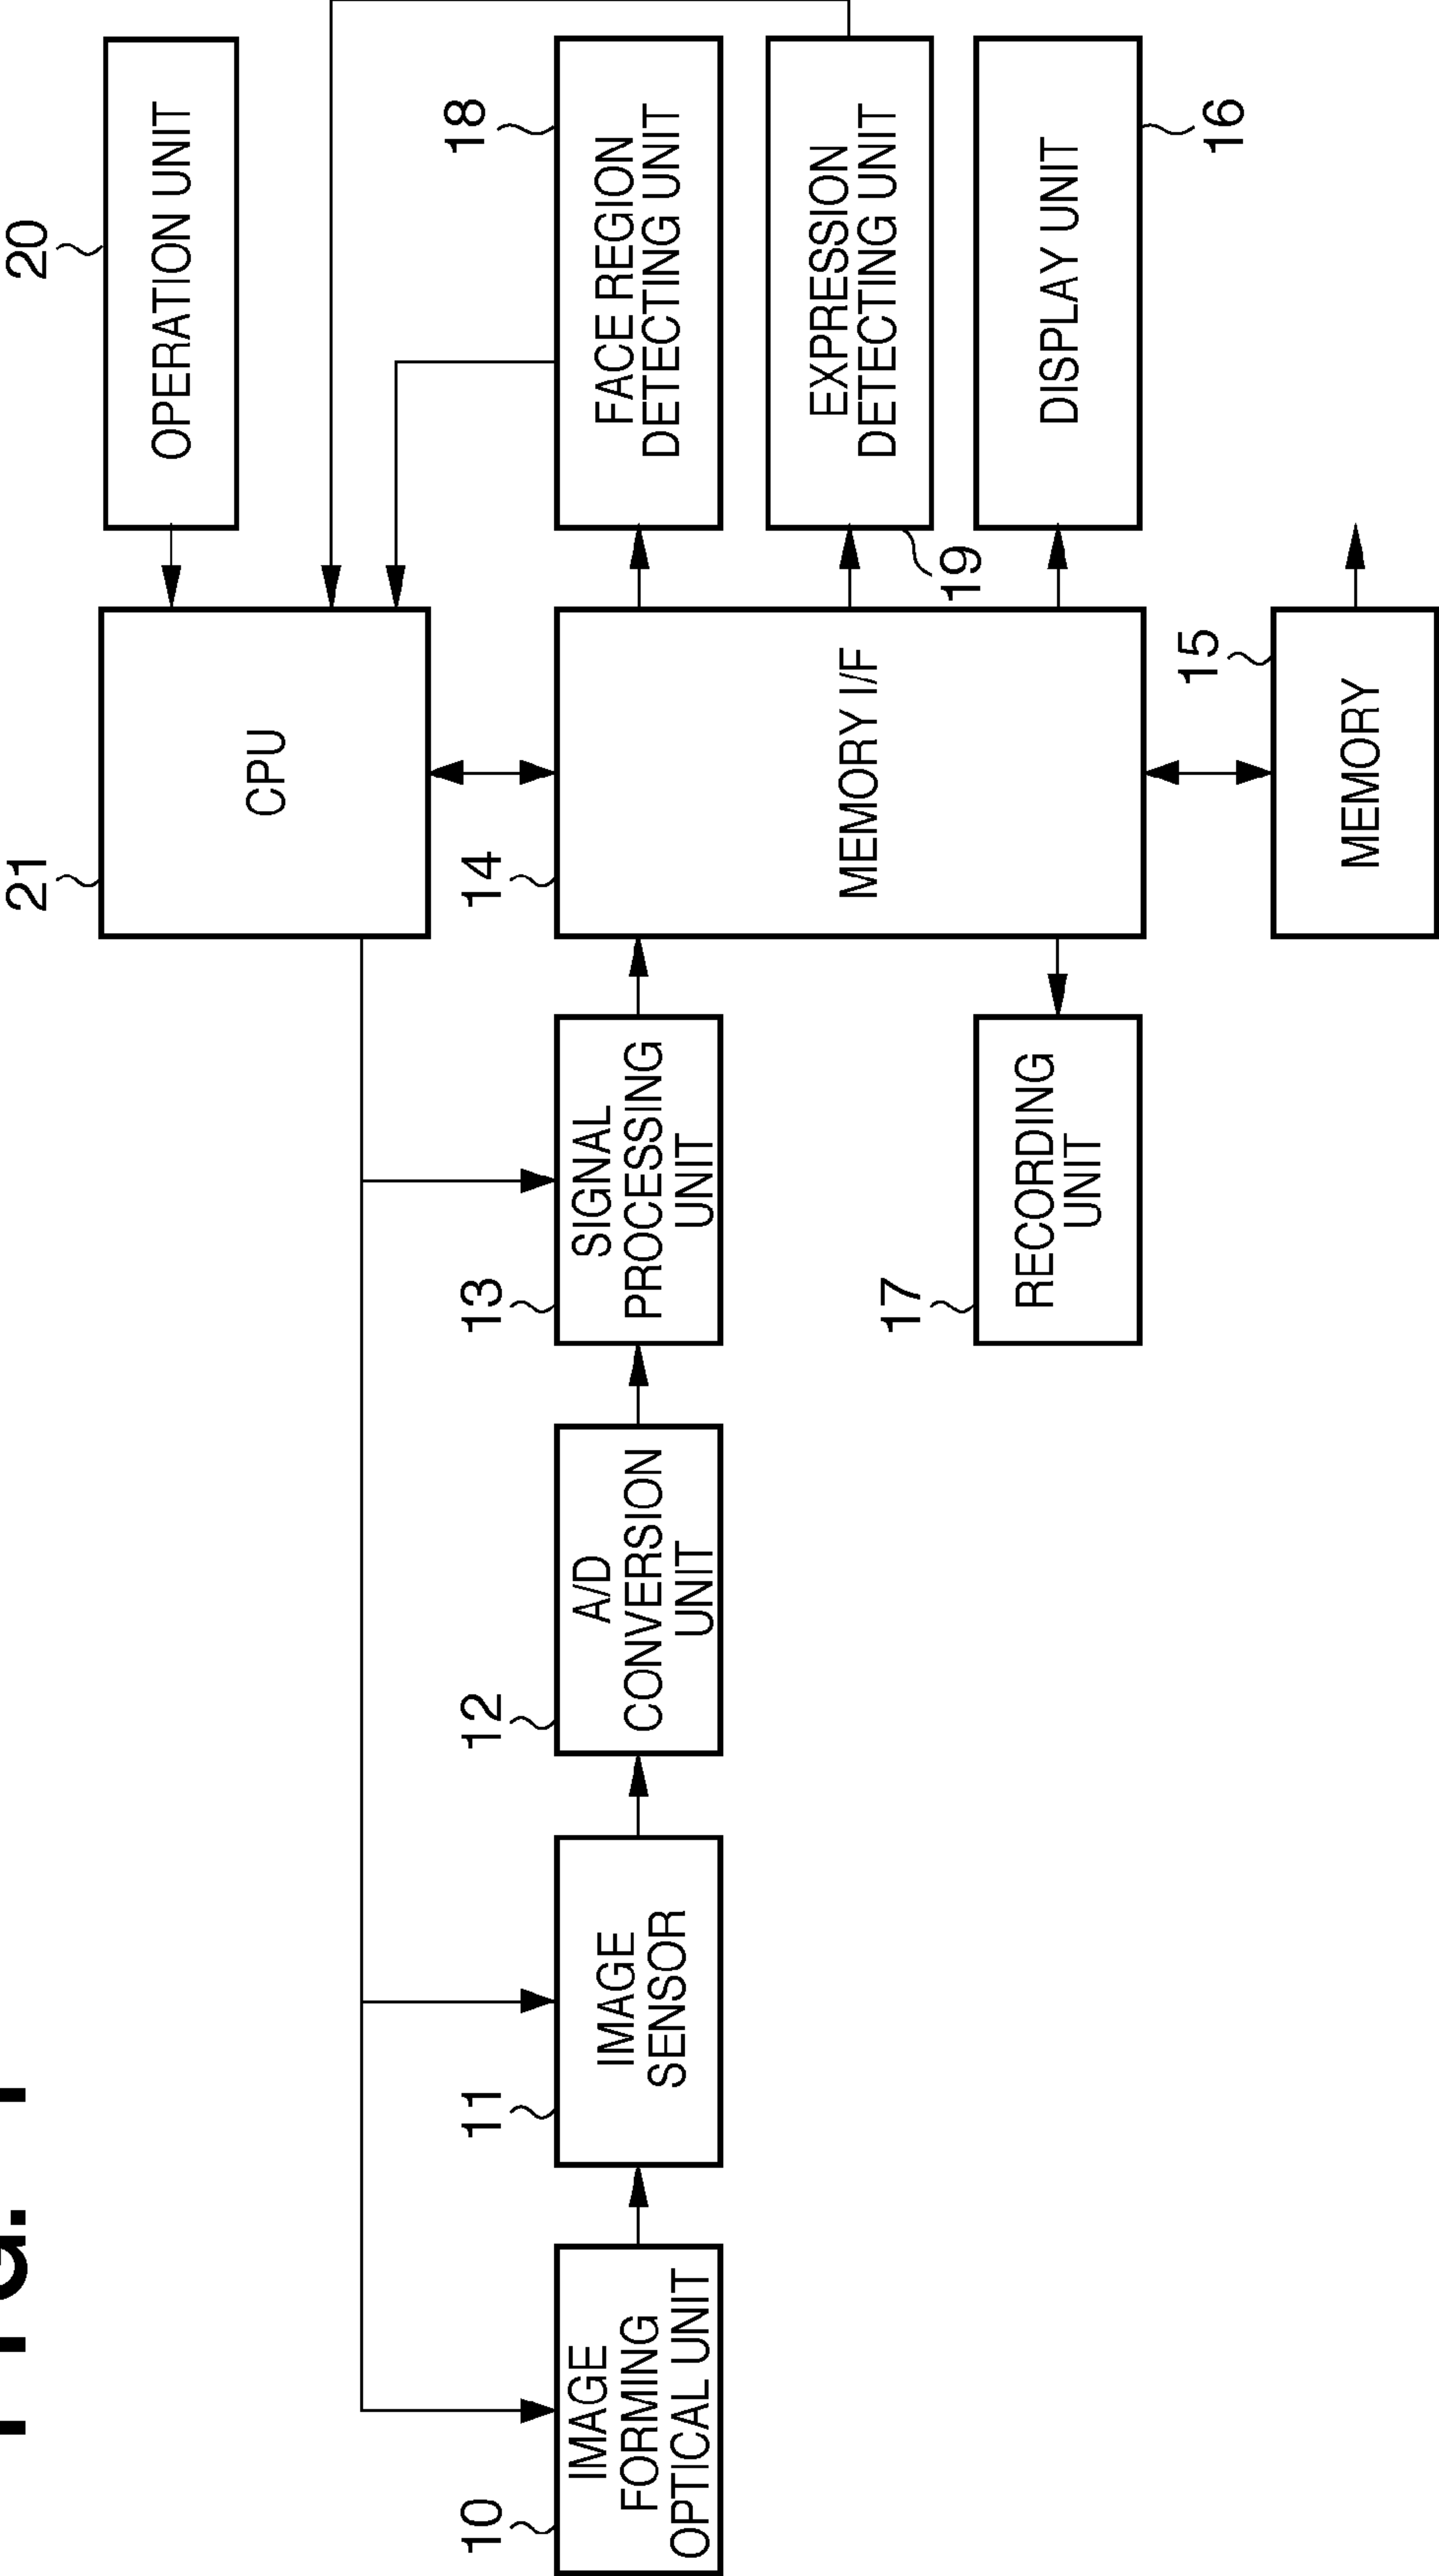 FIG. 1
20
OPERATION UNIT
21
CPU
18
FACE REGION
DETECTING UNIT
EXPRESSION
DETECTING UNIT
19
DISPLAY UNIT
16
14
MEMORY I/F
15
MEMORY
13
SIGNAL
PROCESSING
UNIT
17
RECORDING
UNIT
12
A/D
CONVERSION
UNIT
11
IMAGE
SENSOR
10
IMAGE
FORMING
OPTICAL UNIT